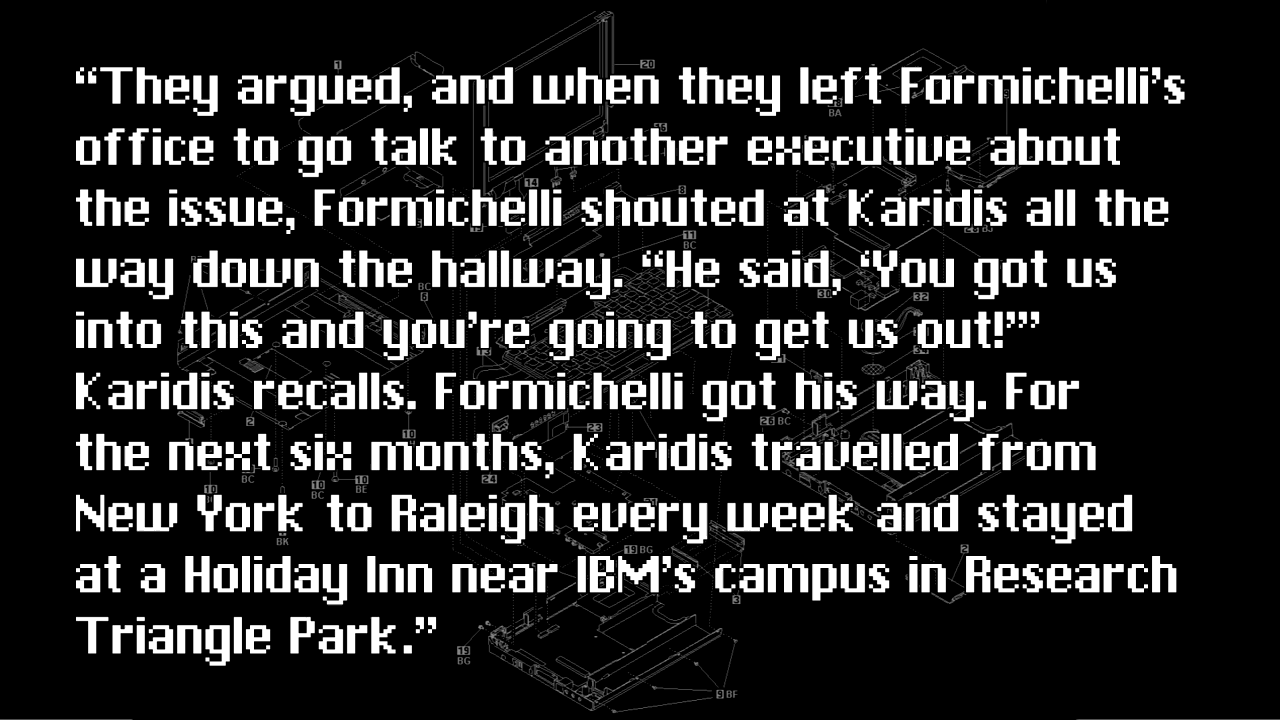 “They argued, and when they left Formichelli’s
office to go talk to another executive about
the issue, Formichelli shouted at Karidis all the
way down the hallway. “He said, ‘You got us
into this and you’re going to get us out!’”
Karidis recalls. Formichelli got his way. For
the next six months, Karidis travelled from
New York to Raleigh every week and stayed
at a Holiday Inn near IBM’s campus in Research
Triangle Park.”